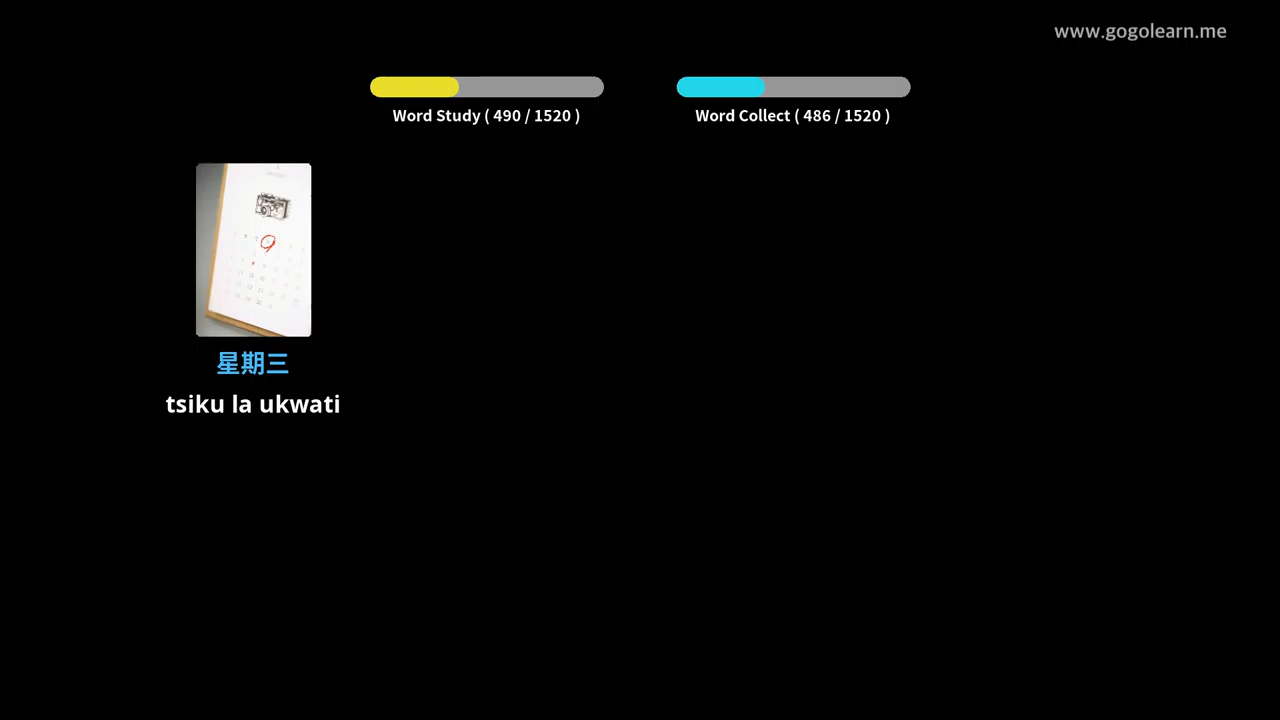 www.gogolearn.me
Word Study ( 490 / 1520 )
Word Collect ( 486 / 1520 )
星期三
tsiku la ukwati